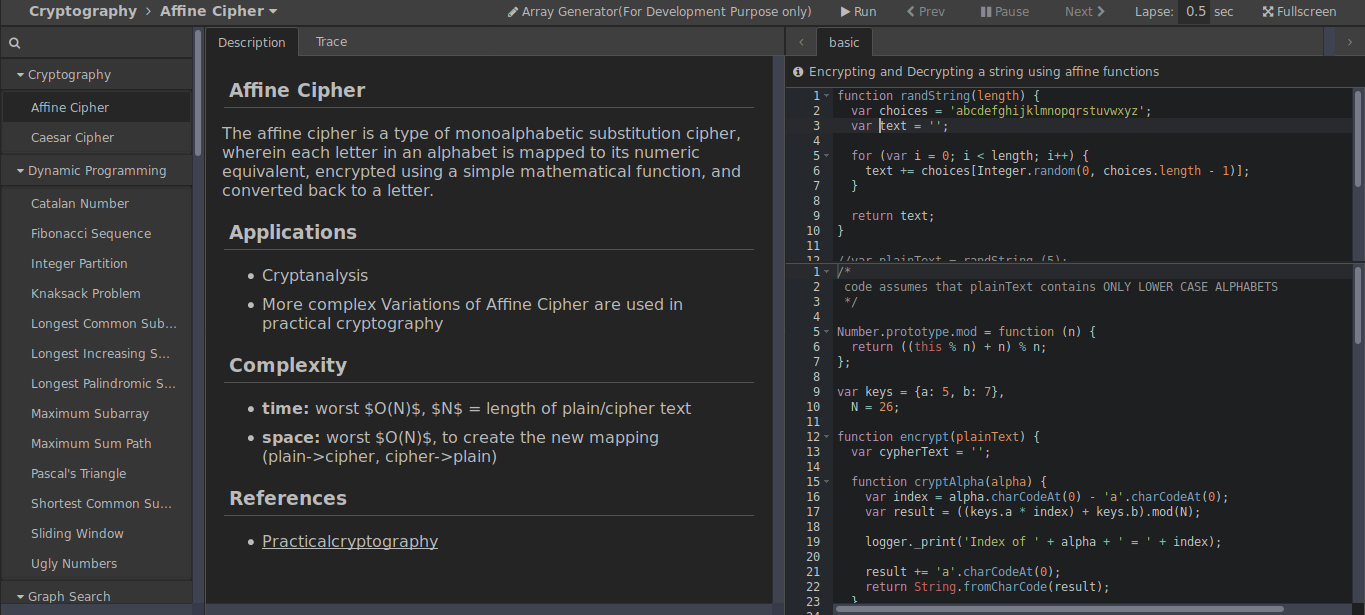 Cryptography > Affine Cipher
Array Generator(For Development Purpose only)
Run
Prev
Pause
Next
Lapse: 0.5 sec
Fullscreen
Cryptography
Affine Cipher
Caesar Cipher
Dynamic Programming
Catalan Number
Fibonacci Sequence
Integer Partition
Knaksack Problem
Longest Common Sub...
Longest Increasing S...
Longest Palindromic S...
Maximum Subarray
Maximum Sum Path
Pascal's Triangle
Shortest Common Su...
Sliding Window
Ugly Numbers
Graph Search
Description Trace
Affine Cipher
The affine cipher is a type of monoalphabetic substitution cipher,
wherein each letter in an alphabet is mapped to its numeric
equivalent, encrypted using a simple mathematical function, and
converted back to a letter.
Applications
• Cryptanalysis
• More complex Variations of Affine Cipher are used in
practical cryptography
Complexity
• time: worst $O(N)$, $N$ = length of plain/cipher text
• space: worst $O(N)$, to create the new mapping
(plain->cipher, cipher->plain)
References
• Practicalcryptography
basic
Encrypting and Decrypting a string using affine functions
1 function randString(length) {
2 var choices = 'abcdefghijklmnopqrstuvwxyz';
3 var text = '';
4
5 for (var i = 0; i < length; i++) {
6 text += choices[Integer.random(0, choices.length - 1)];
7 }
8
9 return text;
10 }
11
12 //var plainText = randString (5);
1 /*
2 code assumes that plainText contains ONLY LOWER CASE ALPHABETS
3 */
4
5 Number.prototype.mod = function (n) {
6 return ((this % n) + n) % n;
7 };
8
9 var keys = {a: 5, b: 7},
10 N = 26;
11
12 function encrypt(plainText) {
13 var cypherText = '';
14
15 function cryptAlpha(alpha) {
16 var index = alpha.charCodeAt(0) - 'a'.charCodeAt(0);
17 var result = ((keys.a * index) + keys.b).mod(N);
18
19 logger._print('Index of ' + alpha + ' = ' + index);
20
21 result += 'a'.charCodeAt(0);
22 return String.fromCharCode(result);
23 }